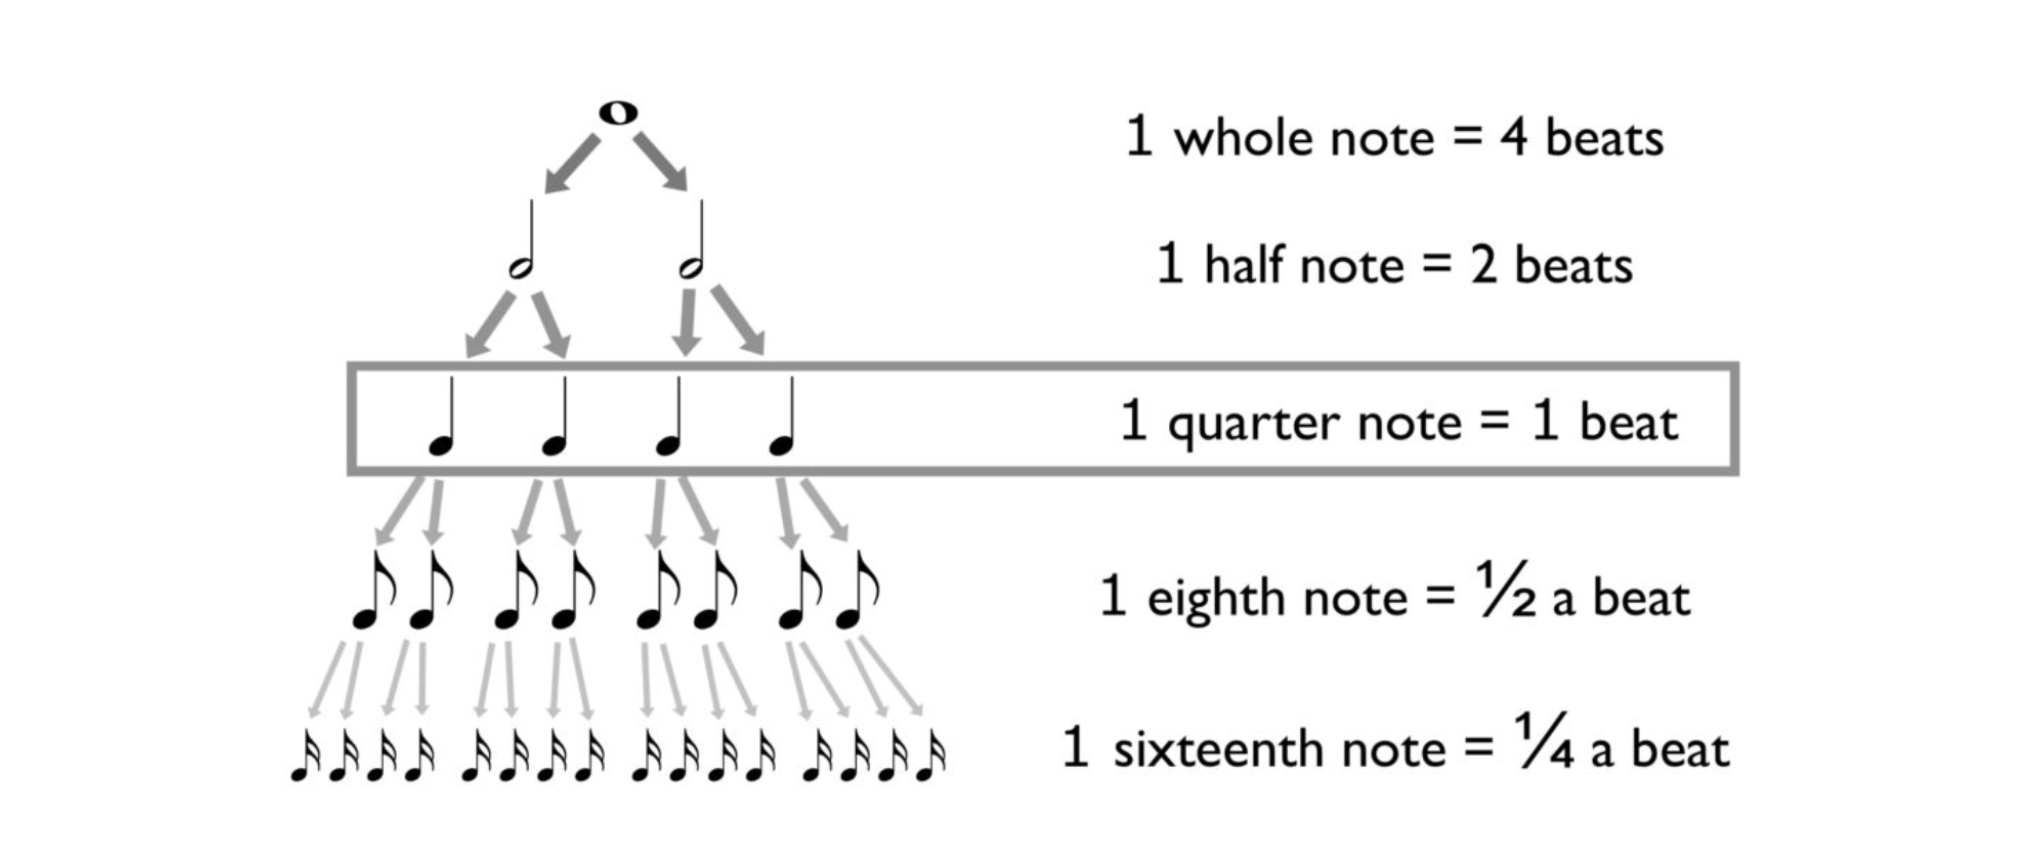 1 whole note = 4 beats
1 half note = 2 beats
1 quarter note = 1 beat
1 eighth note = ½ a beat
1 sixteenth note = ¼ a beat